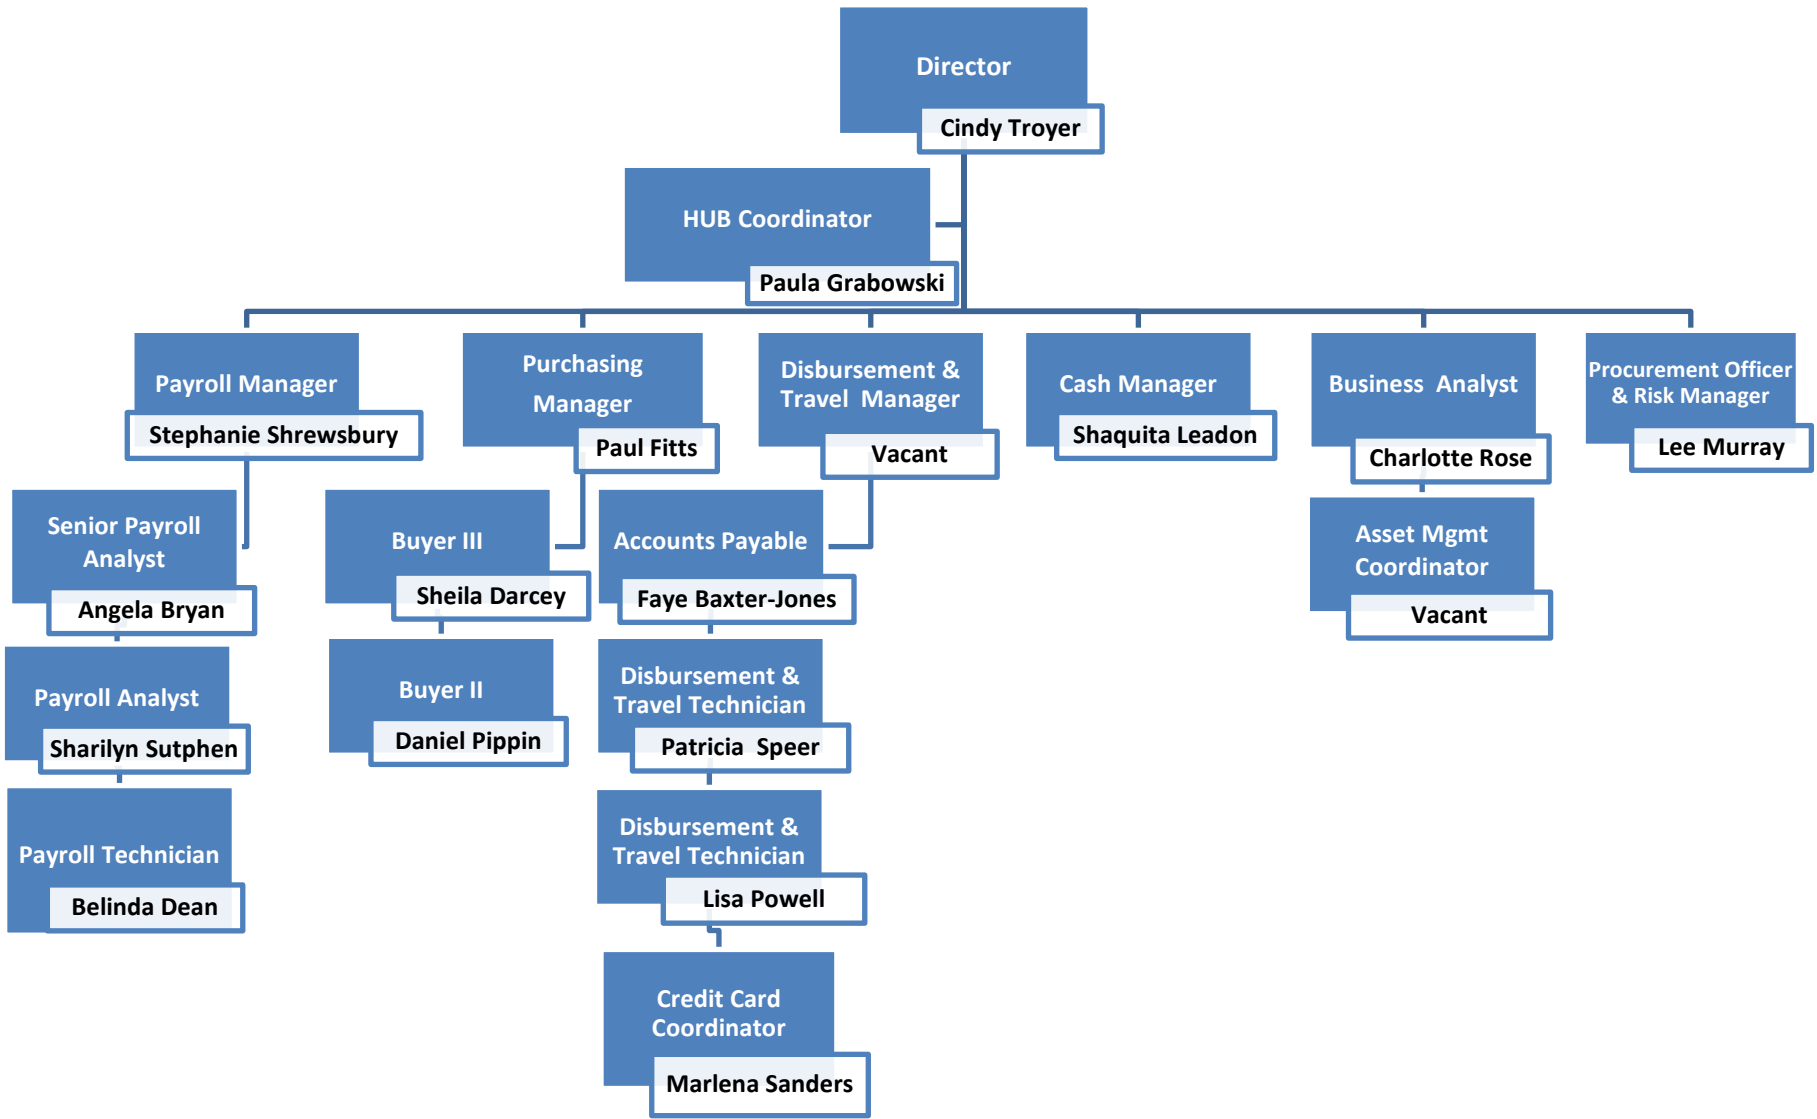 Director
Cindy Troyer
HUB Coordinator
Paula Grabowski
Payroll Manager
Stephanie Shrewsbury
Purchasing
Manager
Paul Fitts
Disbursement &
Travel  Manager
Vacant
Cash Manager
Shaquita Leadon
Business  Analyst
Charlotte Rose
Procurement Officer
& Risk Manager
Lee Murray
Senior Payroll
Analyst
Angela Bryan
Buyer III
Sheila Darcey
Accounts Payable
Faye Baxter-Jones
Asset Mgmt
Coordinator
Vacant
Payroll Analyst
Sharilyn Sutphen
Buyer II
Daniel Pippin
Disbursement &
Travel Technician
Patricia  Speer
Payroll Technician
Belinda Dean
Disbursement &
Travel Technician
Lisa Powell
Credit Card
Coordinator
Marlena Sanders